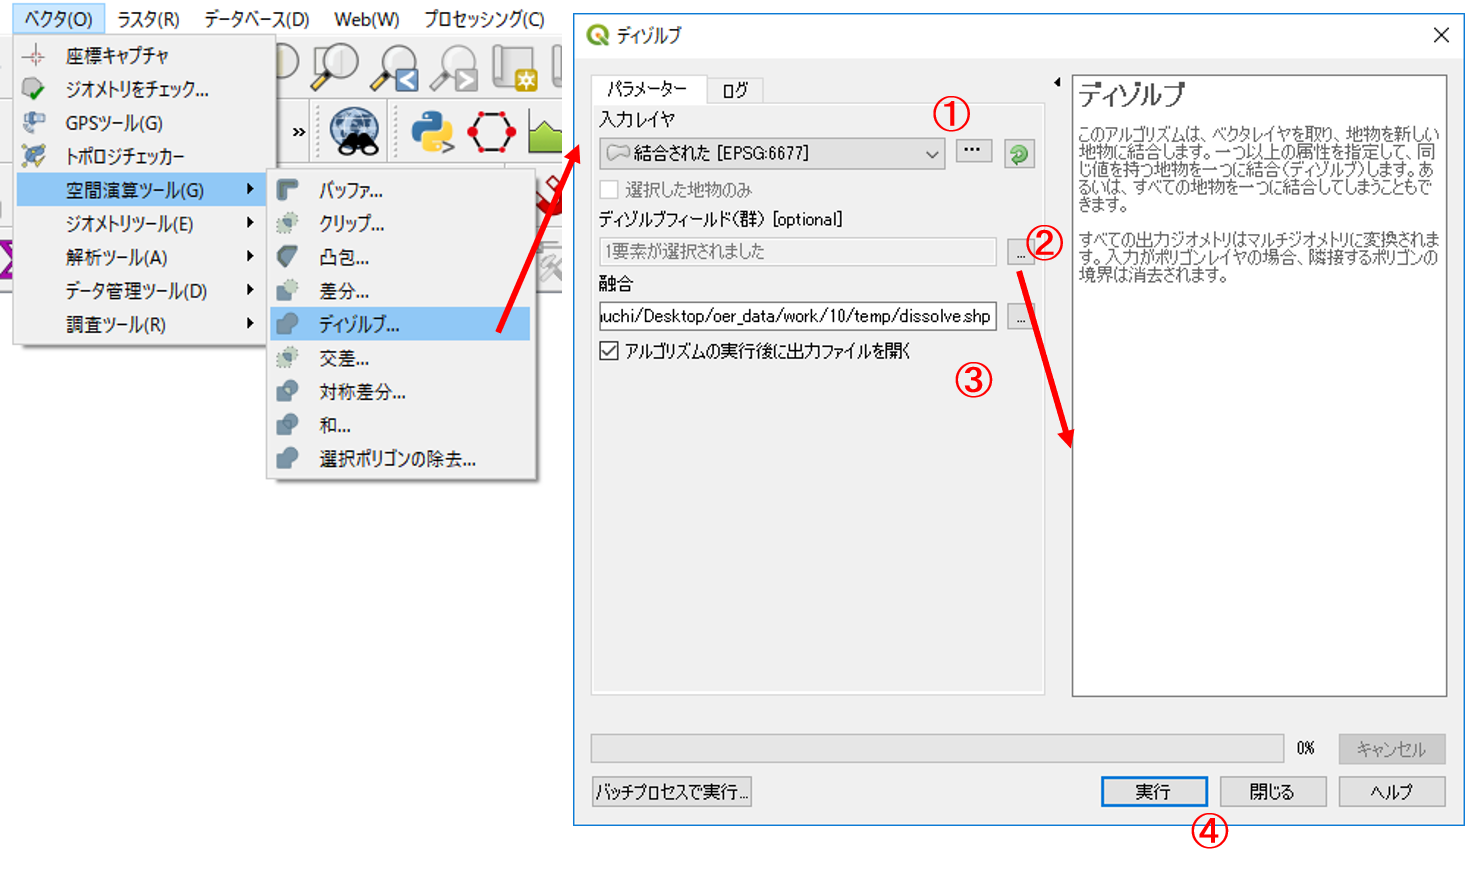 ベクタ(O) ラスタ(R) データベース(D) Web(W) プロセッシング(C)
座標キャプチャ
ジオメトリをチェック...
GPSツール(G)
トポロジチェッカー
空間演算ツール(G)
ジオメトリツール(E)
解析ツール(A)
データ管理ツール(D)
調査ツール(R)
バッファ...
クリップ...
凸包...
差分...
ディゾルブ...
交差...
対称差分...
和...
選択ポリゴンの除去...
ディゾルブ
パラメーター ログ
入力レイヤ
①
結合された [EPSG:6677]
...
選択した地物のみ
ディゾルブフィールド(群) [optional]
1要素が選択されました
...
②
融合
uchi/Desktop/oer_data/work/10/temp/dissolve.shp
...
アルゴリズムの実行後に出力ファイルを開く
③
ディゾルブ
このアルゴリズムは、ベクタレイヤを取り、地物を新しい
地物に結合します。一つ以上の属性を指定して、同
じ値を持つ地物を一つに結合(ディゾルブ)します。あ
るいは、すべての地物を一つに結合してしまうこともで
きます。
すべての出力ジオメトリはマルチジオメトリに変換されま
す。入力がポリゴンレイヤの場合、隣接するポリゴンの
境界は消去されます。
0%
キャンセル
バッチプロセスで実行...
実行
閉じる
ヘルプ
④